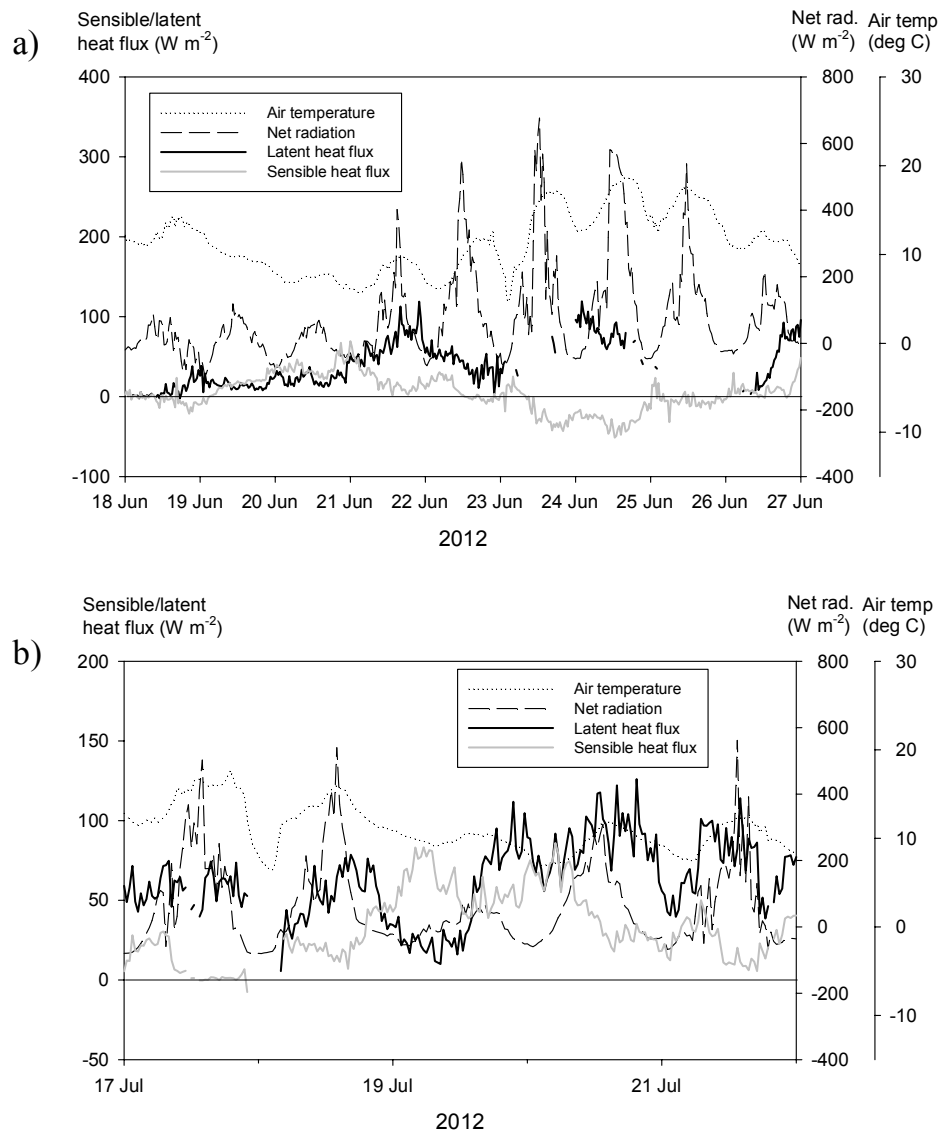 a)
Sensible/latent
heat flux (W m-2)
Net rad.
(W m-2)
Air temp
(deg C)
400
300
200
100
0
-100
800
600
400
200
0
-200
-400
30
20
10
0
-10
Air temperature
Net radiation
Latent heat flux
Sensible heat flux
18 Jun 19 Jun 20 Jun 21 Jun 22 Jun 23 Jun 24 Jun 25 Jun 26 Jun 27 Jun
2012
b)
Sensible/latent
heat flux (W m-2)
Net rad.
(W m-2)
Air temp
(deg C)
200
150
100
50
0
-50
800
600
400
200
0
-200
-400
30
20
10
0
-10
Air temperature
Net radiation
Latent heat flux
Sensible heat flux
17 Jul 19 Jul 21 Jul
2012